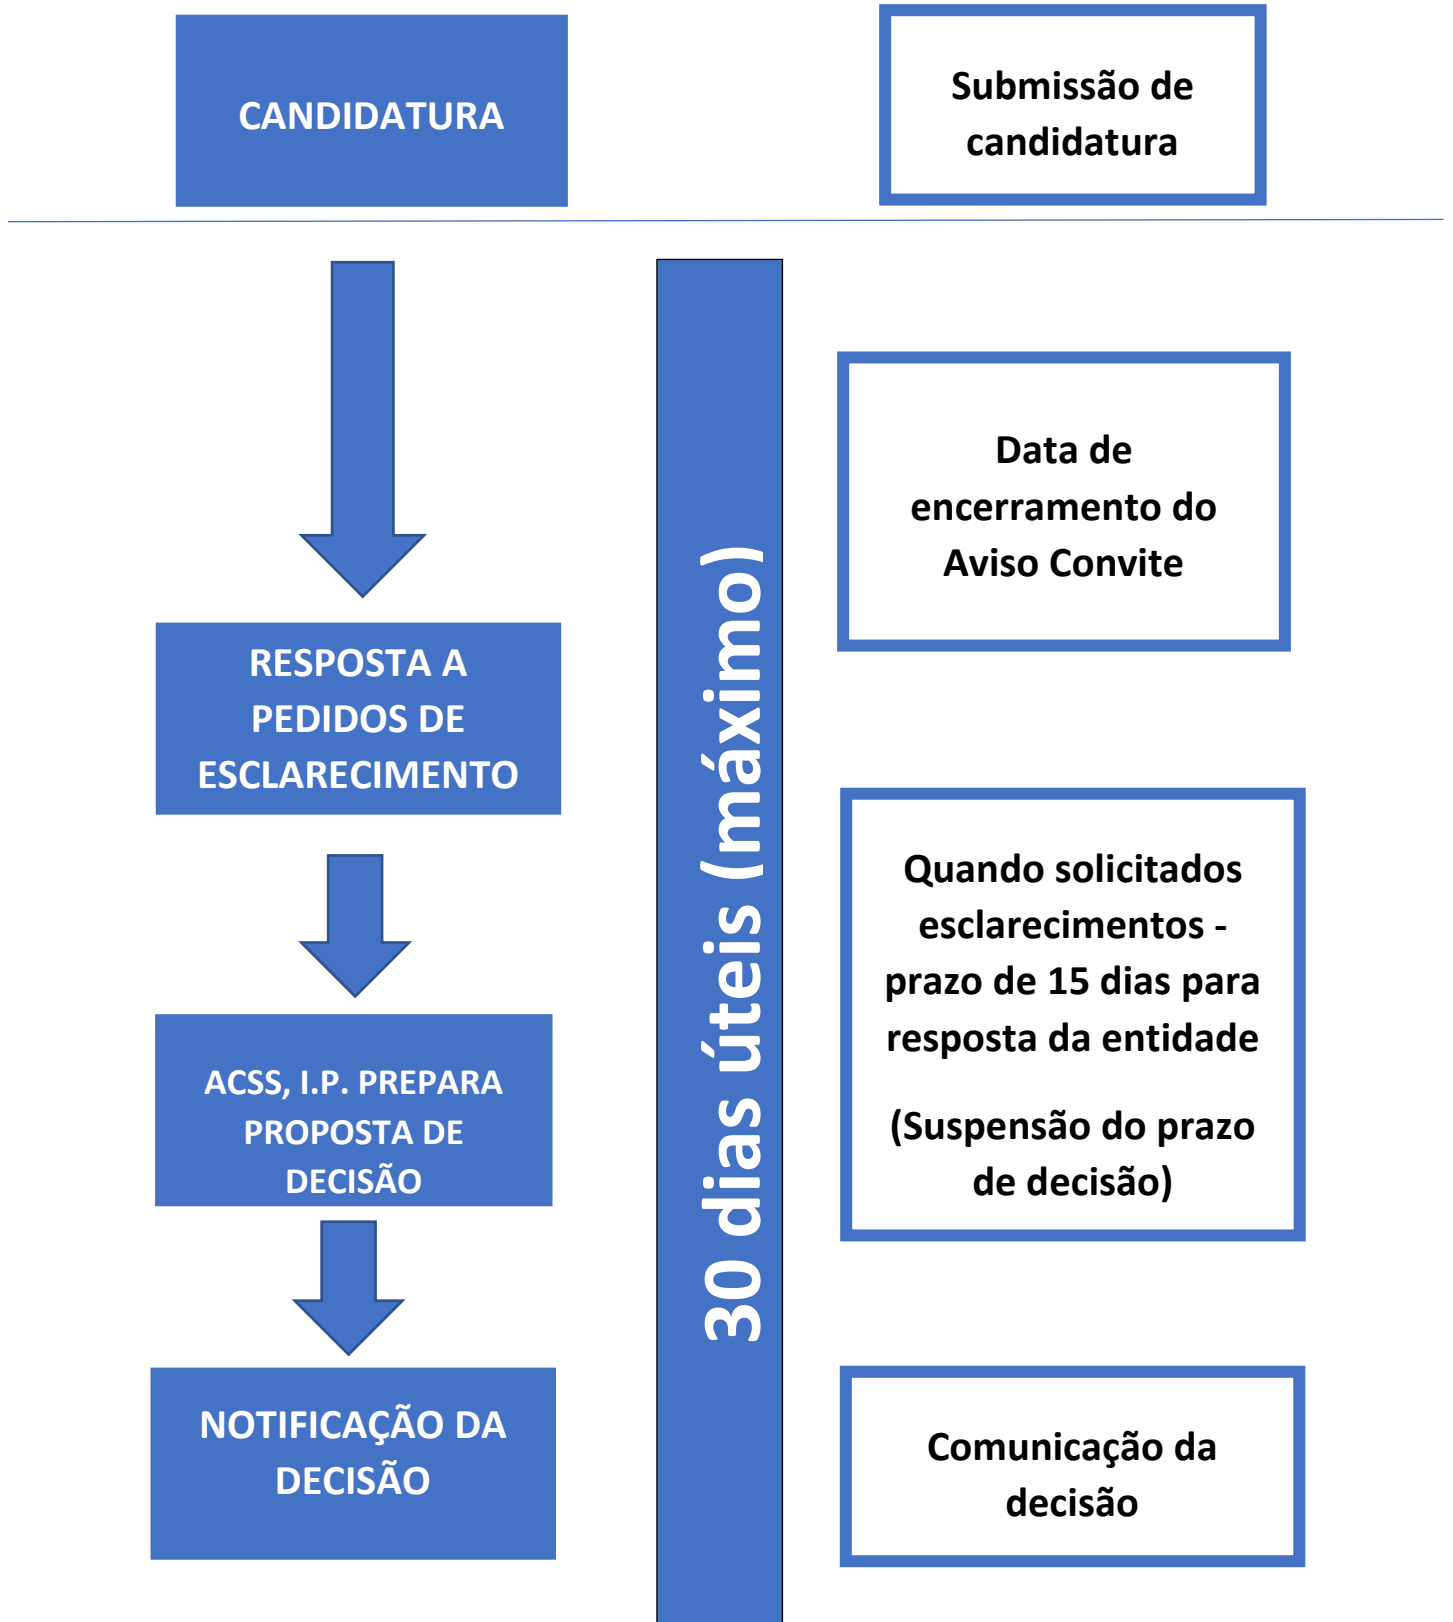 CANDIDATURA
Submissão de
candidatura
30 dias úteis (máximo)
Data de
encerramento do
Aviso Convite
RESPOSTA A
PEDIDOS DE
ESCLARECIMENTO
Quando solicitados
esclarecimentos -
prazo de 15 dias para
resposta da entidade
(Suspensão do prazo
de decisão)
ACSS, I.P. PREPARA
PROPOSTA DE
DECISÃO
NOTIFICAÇÃO DA
DECISÃO
Comunicação da
decisão